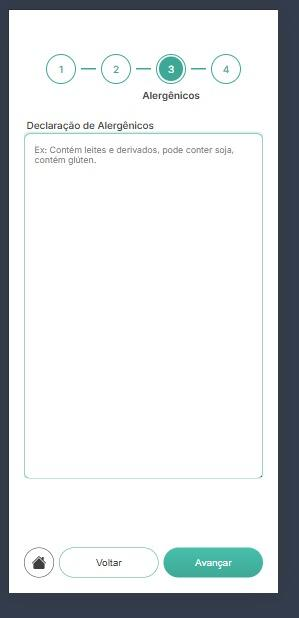 1 2 3 4
Alergênicos
Declaração de Alergênicos
Ex: Contém leites e derivados, pode conter soja,
contém glúten.
Voltar Avançar